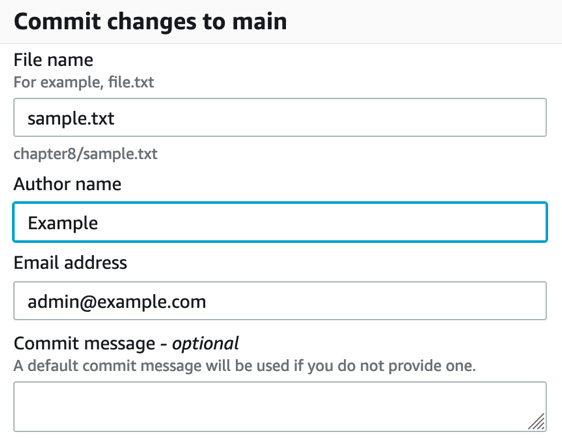 Commit changes to main
File name
For example, file.txt
sample.txt
chapter8/sample.txt
Author name
Example
Email address
admin@example.com
Commit message - optional
A default commit message will be used if you do not provide one.